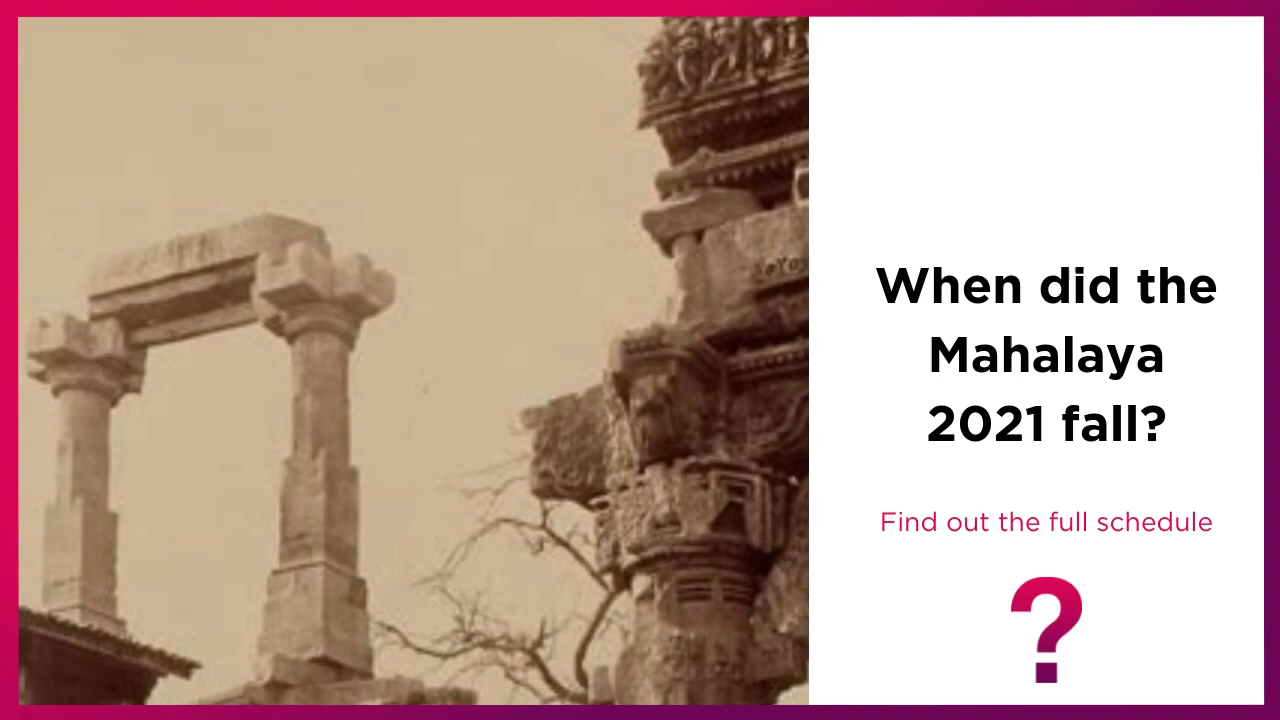 When did the
Mahalaya
2021 fall?
Find out the full schedule
?